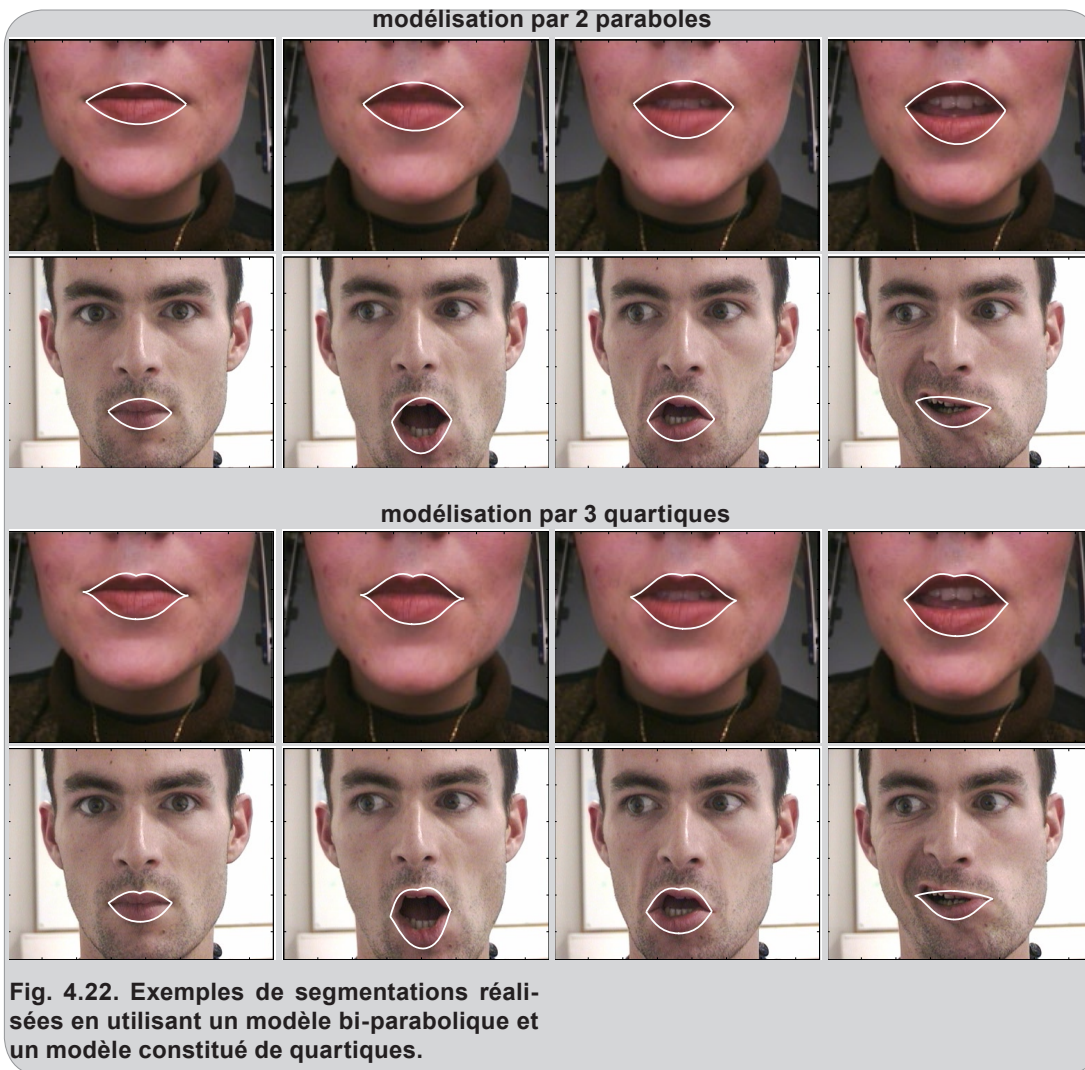 modélisation par 2 paraboles
modélisation par 3 quartiques
Fig. 4.22. Exemples de segmentations réali-
sées en utilisant un modèle bi-parabolique et
un modèle constitué de quartiques.